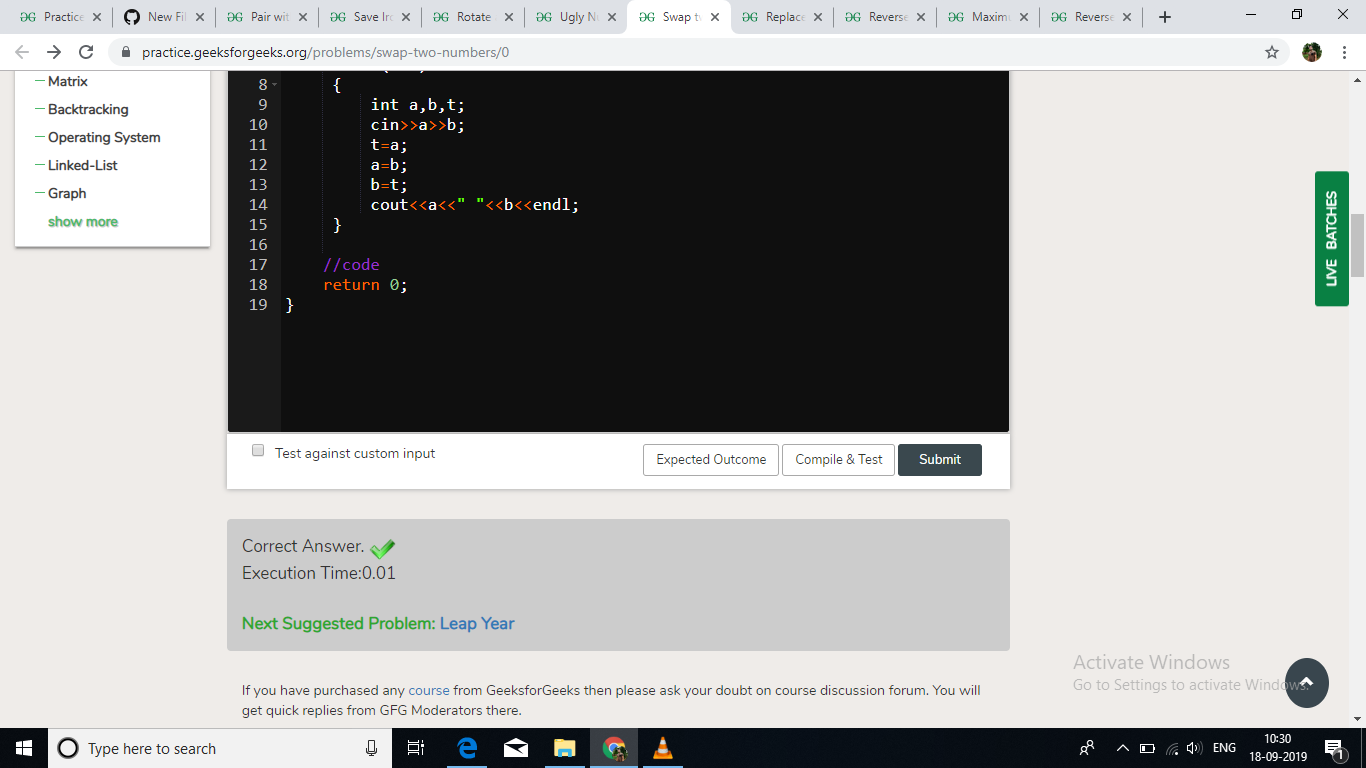 Practice
New Fil
Pair wit
Save Iro
Rotate
Ugly N
Swap t
Replace
Reverse
Maxim
Reverse
practice.geeksforgeeks.org/problems/swap-two-numbers/0
Matrix
Backtracking
Operating System
Linked-List
Graph
show more
8 {
9 int a,b,t;
10 cin>>a>>b;
11 t=a;
12 a=b;
13 b=t;
14 cout<<a<<" "<<b<<endl;
15 }
16
17 //code
18 return 0;
19 }
LIVE BATCHES
Test against custom input
Expected Outcome
Compile & Test
Submit
Correct Answer.
Execution Time:0.01
Next Suggested Problem: Leap Year
If you have purchased any course from GeeksforGeeks then please ask your doubt on course discussion forum. You will
get quick replies from GFG Moderators there.
Activate Windows
Go to Settings to activate Windows.
Type here to search
ENG
10:30
18-09-2019
1